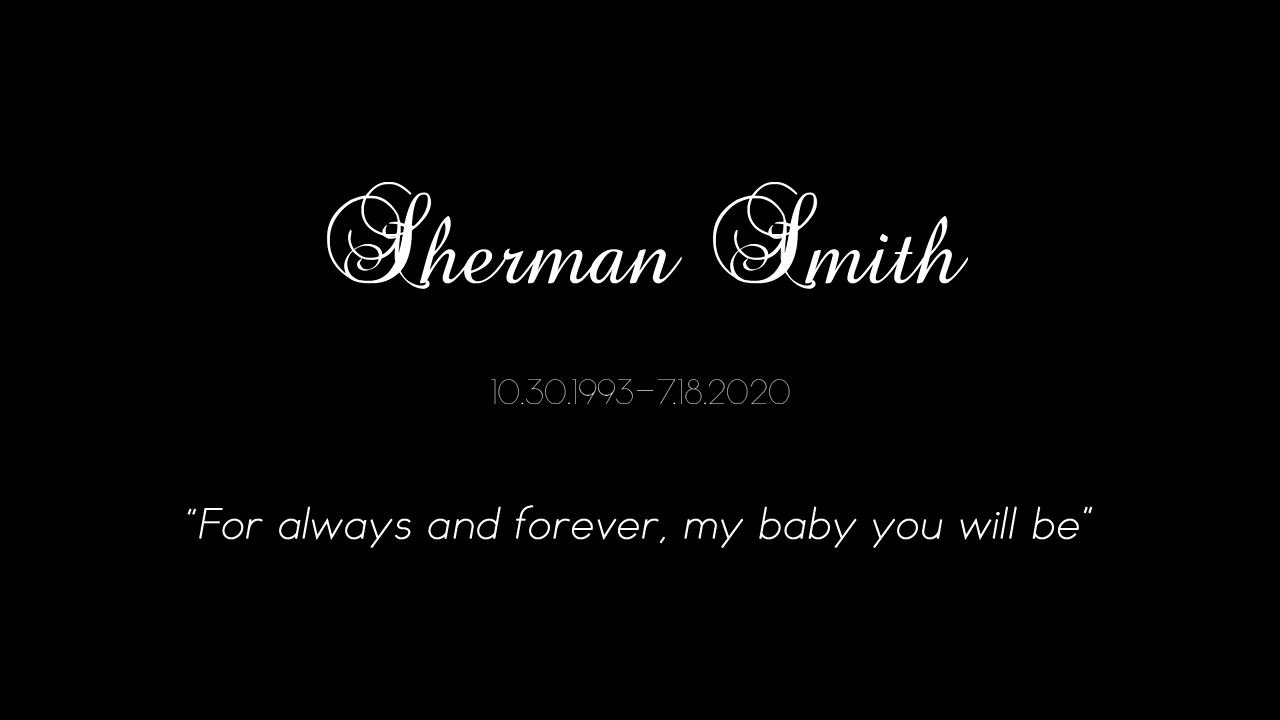 Sherman Smith
10.30.1993-7.18.2020
"For always and forever, my baby you will be"